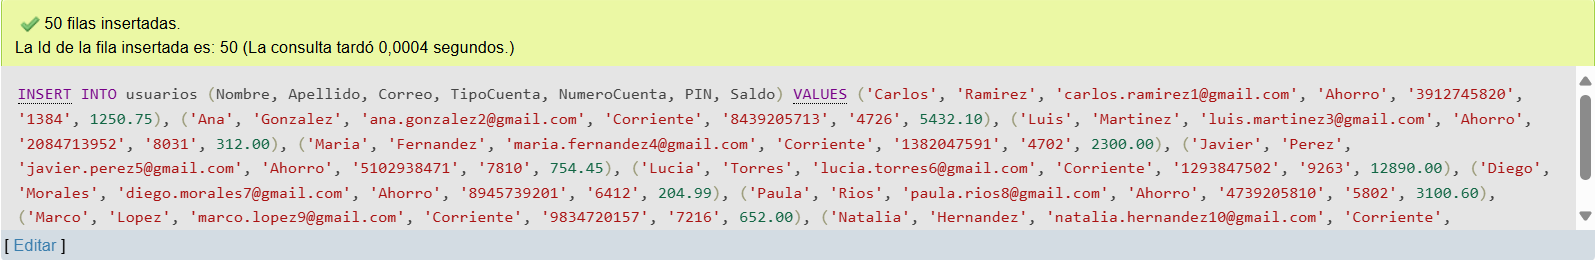 50 filas insertadas.
La Id de la fila insertada es: 50 (La consulta tardó 0,0004 segundos.)
INSERT INTO usuarios (Nombre, Apellido, Correo, TipoCuenta, NumeroCuenta, PIN, Saldo) VALUES ('Carlos', 'Ramirez', 'carlos.ramirez1@gmail.com', 'Ahorro', '3912745820',
'1384', 1250.75), ('Ana', 'Gonzalez', 'ana.gonzalez2@gmail.com', 'Corriente', '8439205713', '4726', 5432.10), ('Luis', 'Martinez', 'luis.martinez3@gmail.com', 'Ahorro',
'2084713952', '8031', 312.00), ('Maria', 'Fernandez', 'maria.fernandez4@gmail.com', 'Corriente', '1382047591', '4702', 2300.00), ('Javier', 'Perez',
'javier.perez5@gmail.com', 'Ahorro', '5102938471', '7810', 754.45), ('Lucia', 'Torres', 'lucia.torres6@gmail.com', 'Corriente', '1293847502', '9263', 12890.00), ('Diego',
'Morales', 'diego.morales7@gmail.com', 'Ahorro', '8945739201', '6412', 204.99), ('Paula', 'Rios', 'paula.rios8@gmail.com', 'Ahorro', '4739205810', '5802', 3100.60),
('Marco', 'Lopez', 'marco.lopez9@gmail.com', 'Corriente', '9834720157', '7216', 652.00), ('Natalia', 'Hernandez', 'natalia.hernandez10@gmail.com', 'Corriente',
[ Editar ]